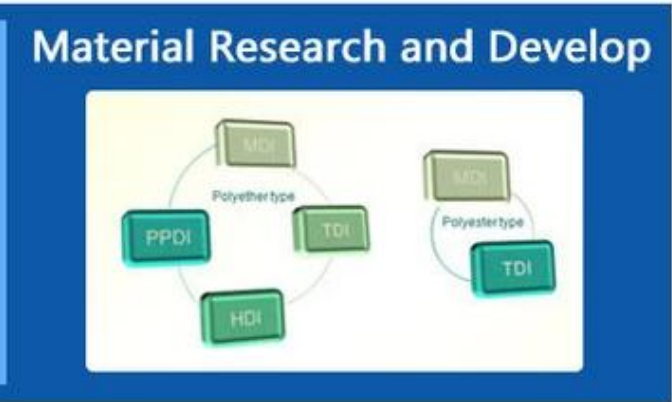 Material Research and Develop
MDI
Polyether type
PPDI
TDI
HDI
MDI
Polyester type
TDI